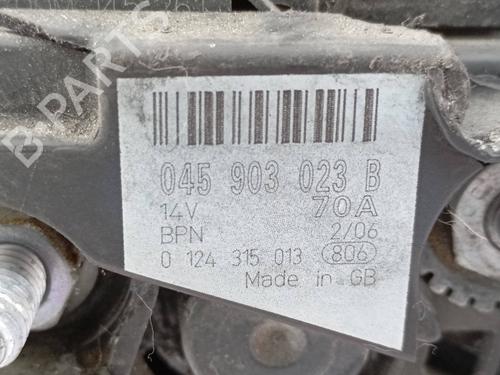 045 903 023 B
14V 70A
BPN 2/06
0 124 315 013 806
Made in GB
B-PARTS